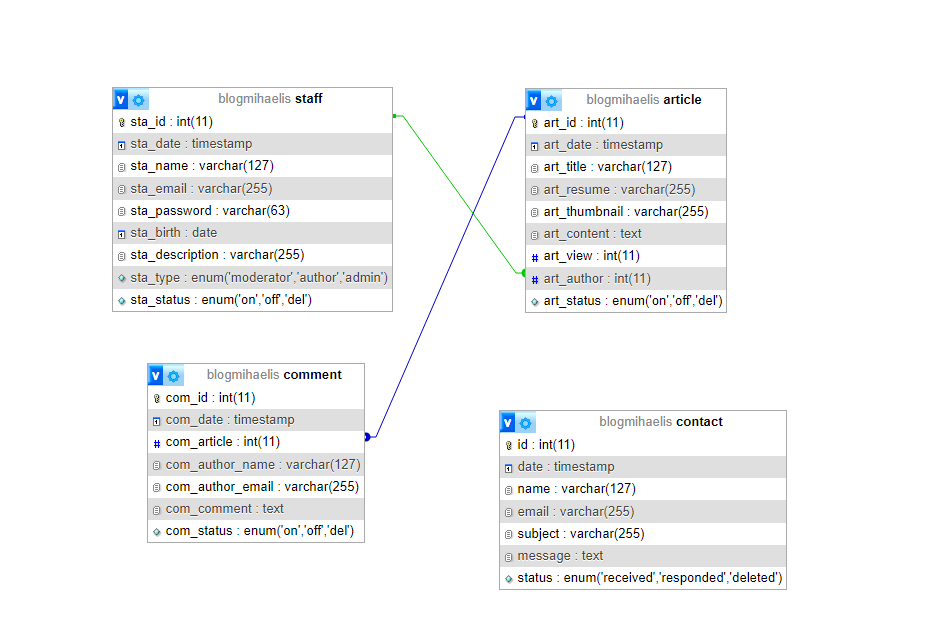 v blogmihaelis staff
sta_id : int(11)
sta_date : timestamp
sta_name : varchar(127)
sta_email : varchar(255)
sta_password : varchar(63)
sta_birth : date
sta_description : varchar(255)
sta_type : enum('moderator','author','admin')
sta_status : enum('on','off','del')
v blogmihaelis article
art_id : int(11)
art_date : timestamp
art_title : varchar(127)
art_resume : varchar(255)
art_thumbnail : varchar(255)
art_content : text
# art_view : int(11)
# art_author : int(11)
art_status : enum('on','off','del')
v blogmihaelis comment
com_id : int(11)
com_date : timestamp
# com_article : int(11)
com_author_name : varchar(127)
com_author_email : varchar(255)
com_comment : text
com_status : enum('on','off','del')
v blogmihaelis contact
id : int(11)
date : timestamp
name : varchar(127)
email : varchar(255)
subject : varchar(255)
message : text
status : enum('received','responded','deleted')